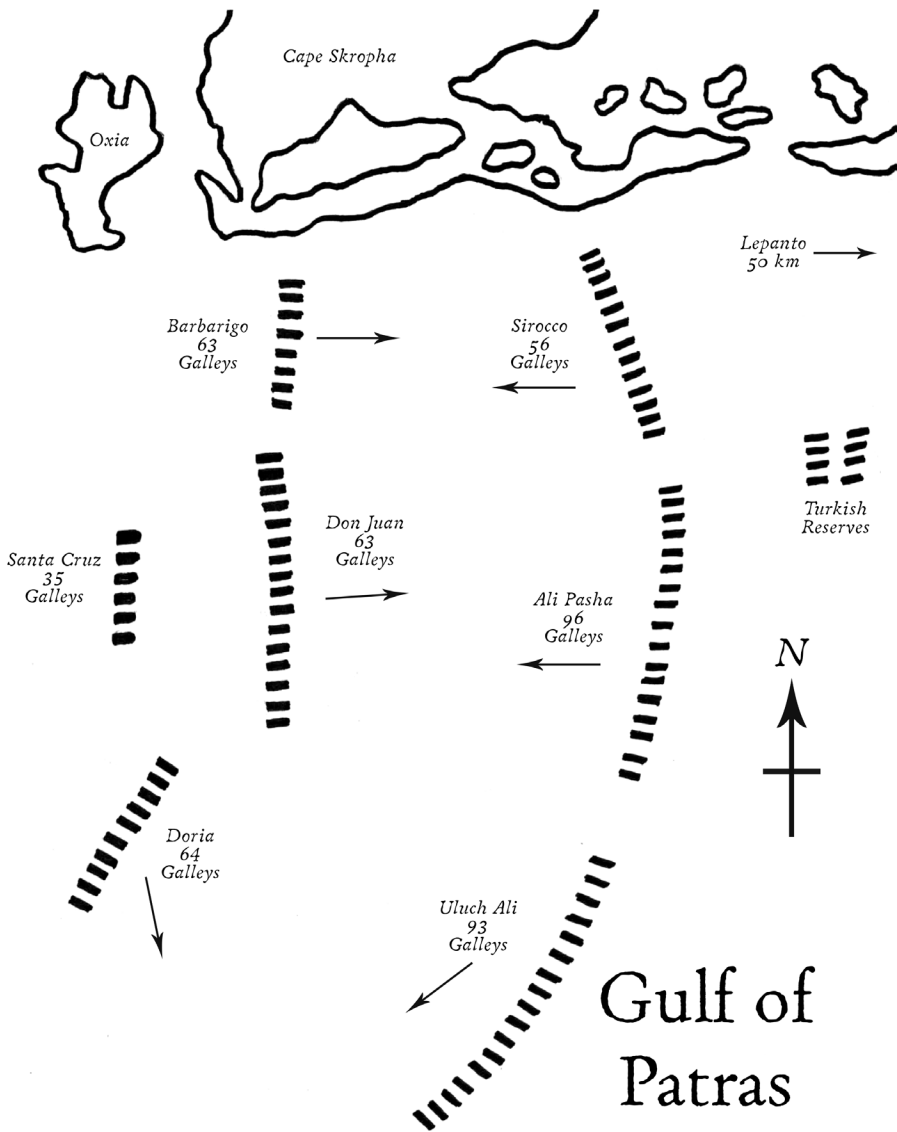 Cape Skropha
Oxia
Lepanto
50 km
Barbarigo
63
Galleys
Sirocco
56
Galleys
Turkish
Reserves
Don Juan
63
Galleys
Santa Cruz
35
Galleys
Ali Pasha
96
Galleys
N
Doria
64
Galleys
Uluch Ali
93
Galleys
Gulf of
Patras